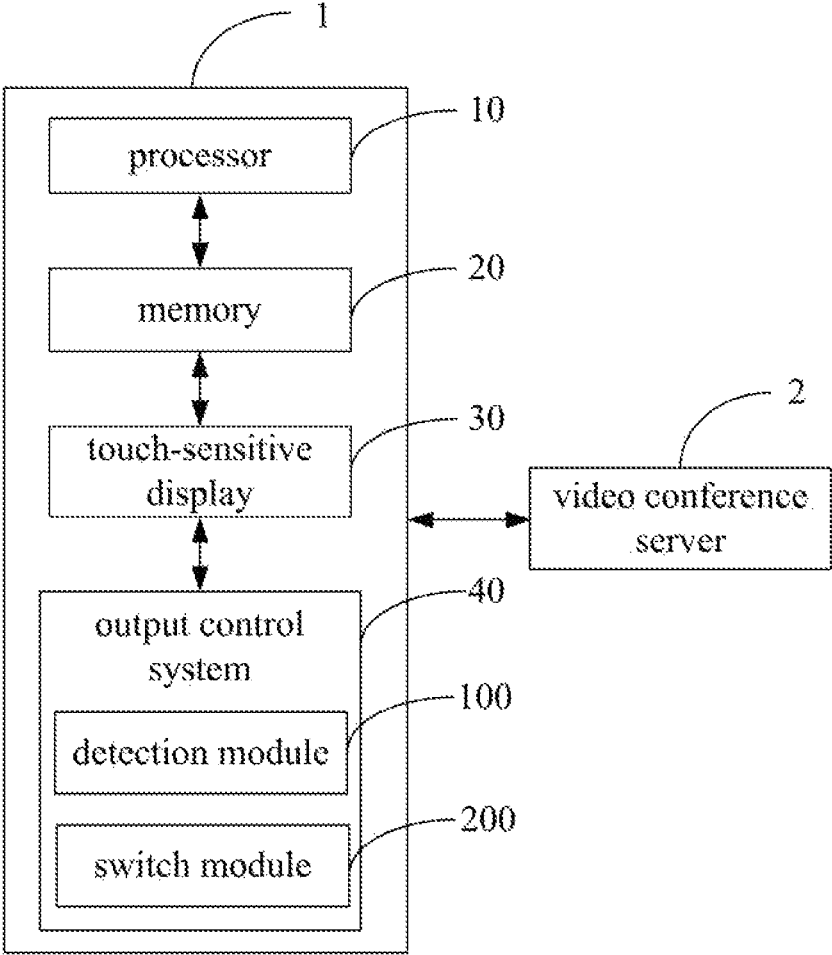 1
10
processor
20
memory
30
touch-sensitive
display
2
video conference
server
40
output control
system
100
detection module
200
switch module